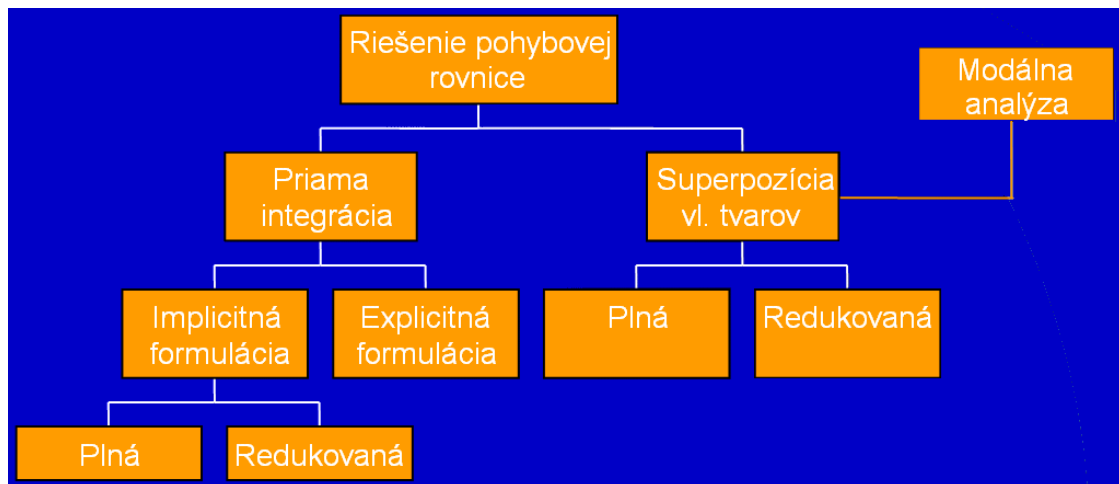 Riešenie pohybovej
rovnice
Modálna
analýza
Priama
integrácia
Superpozícia
vl. tvarov
Implicitná
formulácia
Explicitná
formulácia
Plná
Redukovaná
Plná
Redukovaná